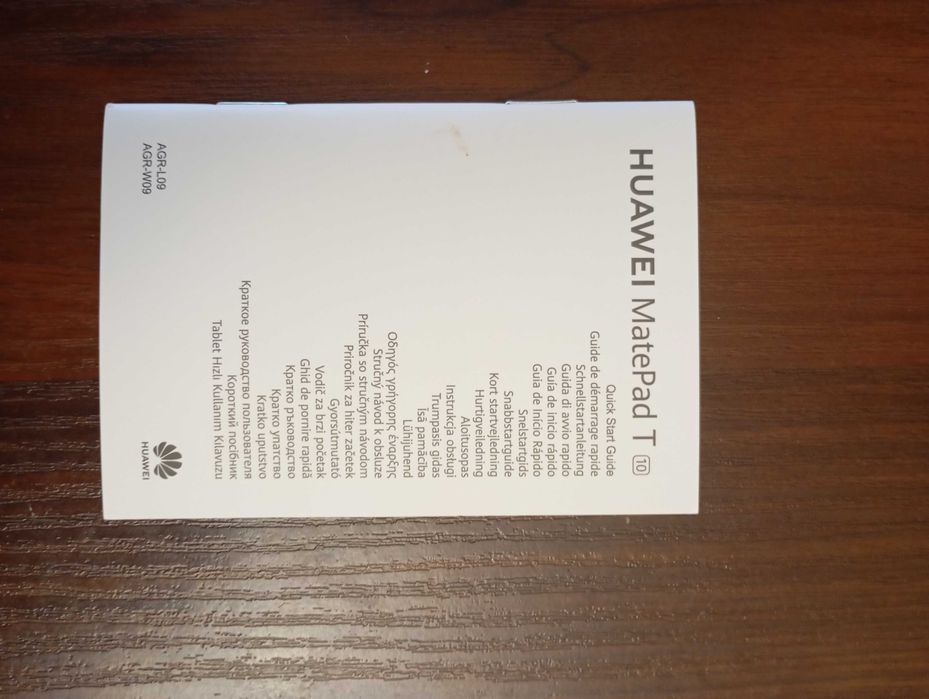 HUAWEI MatePad T 10
Quick Start Guide
Guide de démarrage rapide
Schnellstartanleitung
Guida di avvio rapido
Guía de inicio rápido
Guia de Início Rápido
Snelstartgids
Snabbstartguide
Kort startvejledning
Hurtigveiledning
Aloitusopas
Instrukcja obsługi
Trumpasis gidas
Īsā pamācība
Lühijuhend
Οδηγός γρήγορης έναρξης
Stručný návod k obsluze
Príručka so stručným návodom
Priročnik za hiter začetek
Gyorsútmutató
Vodič za brzi početak
Ghid de pornire rapidă
Кратко ръководство
Кратко упатство
Kratko uputstvo
Краткое руководство пользователя
Короткий посібник
Tablet Hızlı Kullanım Kılavuzu
AGR-L09
AGR-W09
HUAWEI